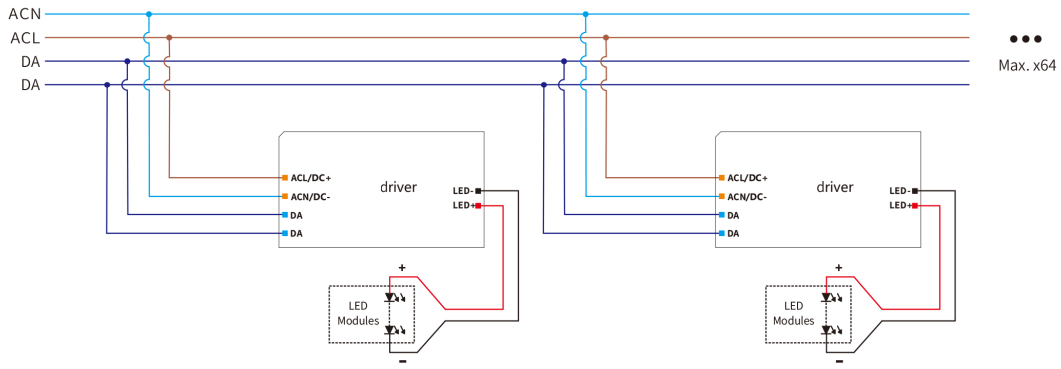 ACN
ACL
DA
DA
Max. x64
ACL/DC+
ACN/DC-
DA
DA
driver
LED-
LED+
ACL/DC+
ACN/DC-
DA
DA
driver
LED-
LED+
+
LED
Modules
-
+
LED
Modules
-